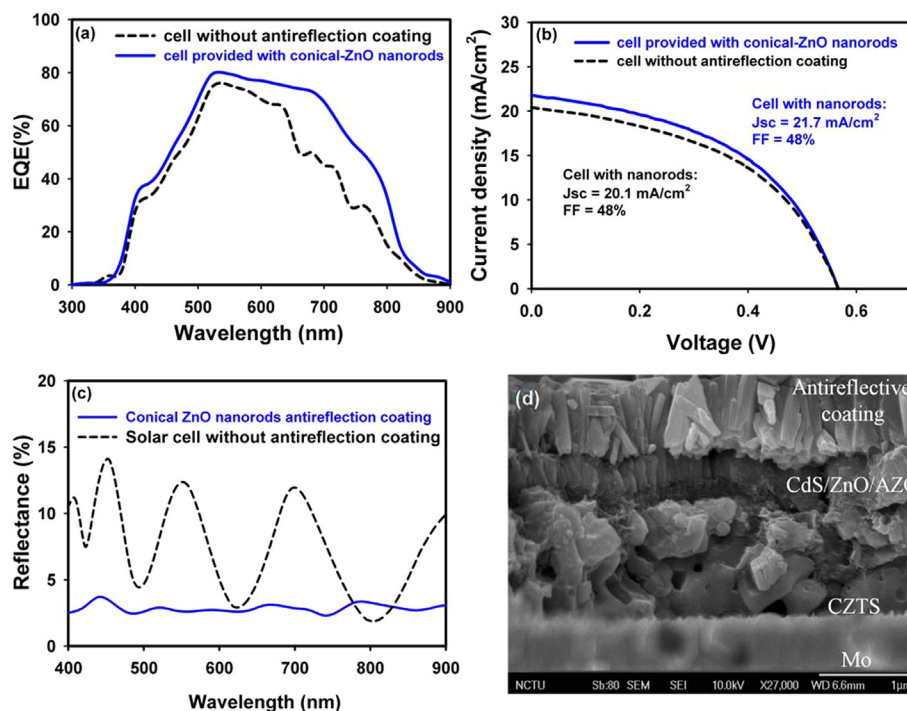 (a)
cell without antireflection coating
cell provided with conical-ZnO nanorods
EQE(%)
100
80
60
40
20
0
300 400 500 600 700 800 900
Wavelength (nm)
(b)
cell provided with conical-ZnO nanorods
cell without antireflection coating
Cell with nanorods:
Jsc = 21.7 mA/cm²
FF = 48%
Cell with nanorods:
Jsc = 20.1 mA/cm²
FF = 48%
Current density (mA/cm²)
30
25
20
15
10
5
0
0.0 0.2 0.4 0.6
Voltage (V)
(c)
Conical ZnO nanorods antireflection coating
Solar cell without antireflection coating
Reflectance (%)
20
15
10
5
0
400 500 600 700 800 900
Wavelength (nm)
(d)
Antireflective
coating
CdS/ZnO/AZO
CZTS
Mo
NCTU Sb:80 SEM SEI 10.0kV X27,000 WD 6.6mm 1µm